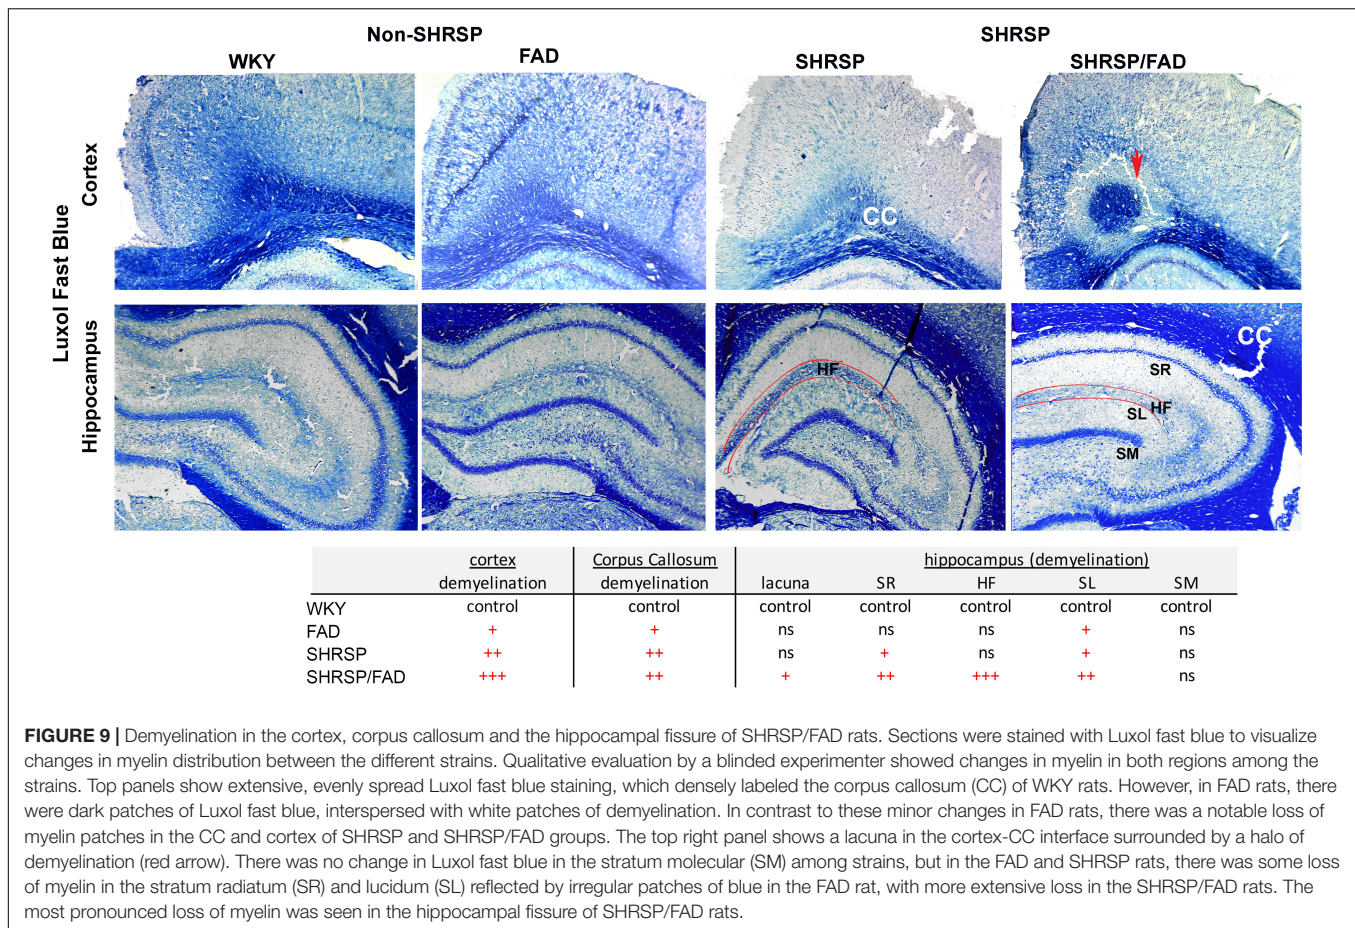 Non-SHRSP SHRSP
WKY FAD SHRSP SHRSP/FAD
Luxol Fast Blue
Cortex
CC
Hippocampus
HF
CC
SR
HF
SL
SM
cortex Corpus Callosum hippocampus (demyelination)
demyelination demyelination lacuna SR HF SL SM
WKY control control control control control control control
FAD + + ns ns ns + ns
SHRSP ++ ++ ns + ns + ns
SHRSP/FAD +++ ++ + ++ +++ ++ ns
FIGURE 9 | Demyelination in the cortex, corpus callosum and the hippocampal fissure of SHRSP/FAD rats. Sections were stained with Luxol fast blue to visualize
changes in myelin distribution between the different strains. Qualitative evaluation by a blinded experimenter showed changes in myelin in both regions among the
strains. Top panels show extensive, evenly spread Luxol fast blue staining, which densely labeled the corpus callosum (CC) of WKY rats. However, in FAD rats, there
were dark patches of Luxol fast blue, interspersed with white patches of demyelination. In contrast to these minor changes in FAD rats, there was a notable loss of
myelin patches in the CC and cortex of SHRSP and SHRSP/FAD groups. The top right panel shows a lacuna in the cortex-CC interface surrounded by a halo of
demyelination (red arrow). There was no change in Luxol fast blue in the stratum molecular (SM) among strains, but in the FAD and SHRSP rats, there was some loss
of myelin in the stratum radiatum (SR) and lucidum (SL) reflected by irregular patches of blue in the FAD rat, with more extensive loss in the SHRSP/FAD rats. The
most pronounced loss of myelin was seen in the hippocampal fissure of SHRSP/FAD rats.